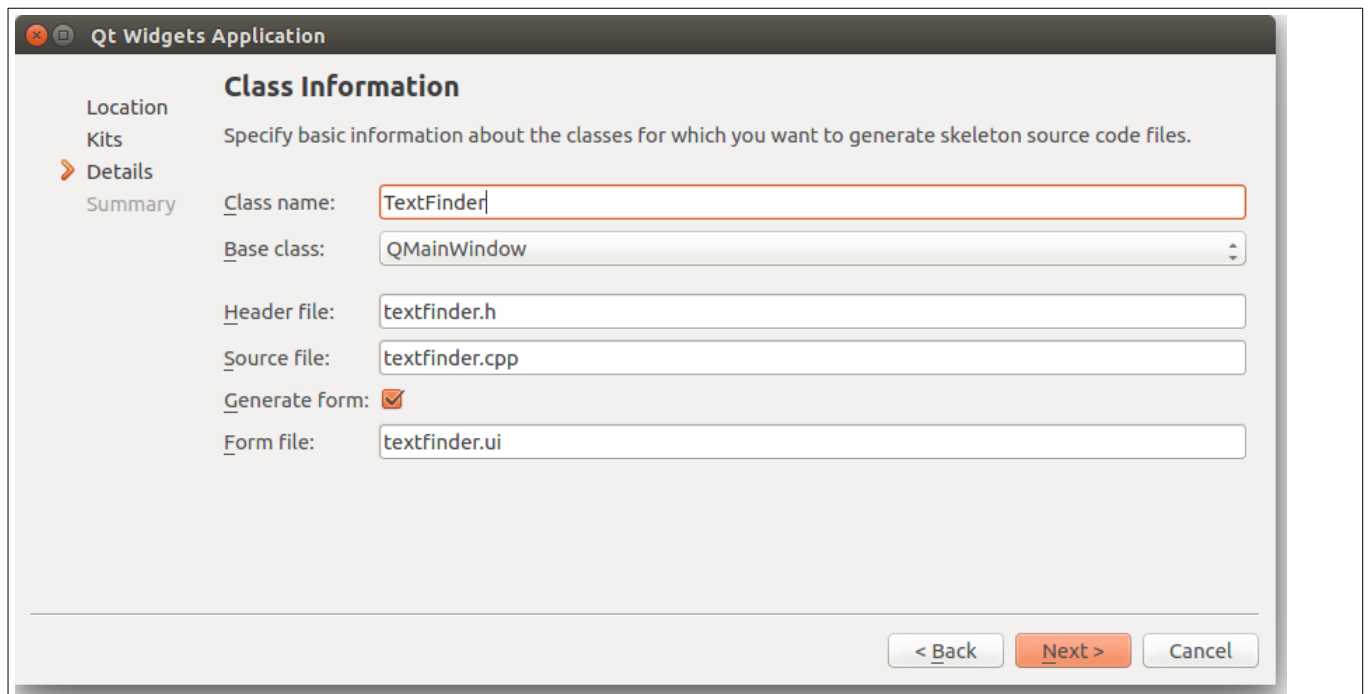 Qt Widgets Application
Location
Kits
Details
Summary
Class Information
Specify basic information about the classes for which you want to generate skeleton source code files.
Class name: TextFinder
Base class: QMainWindow
Header file: textfinder.h
Source file: textfinder.cpp
Generate form:
Form file: textfinder.ui
< Back Next > Cancel